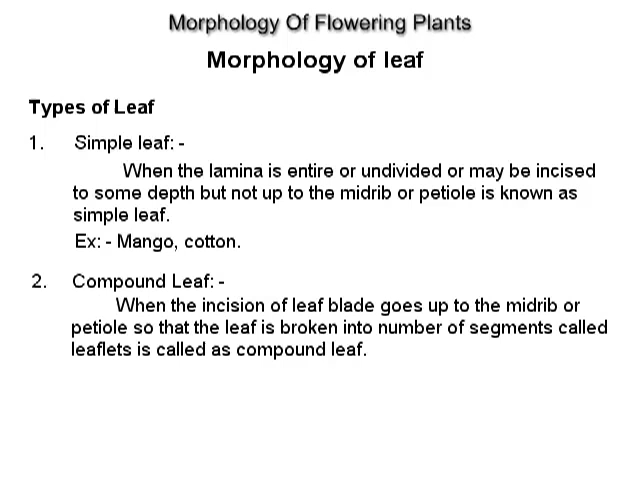 Morphology Of Flowering Plants
Morphology of leaf
Types of Leaf
1. Simple leaf: -
When the lamina is entire or undivided or may be incised
to some depth but not up to the midrib or petiole is known as
simple leaf.
Ex: - Mango, cotton.
2. Compound Leaf: -
When the incision of leaf blade goes up to the midrib or
petiole so that the leaf is broken into number of segments called
leaflets is called as compound leaf.